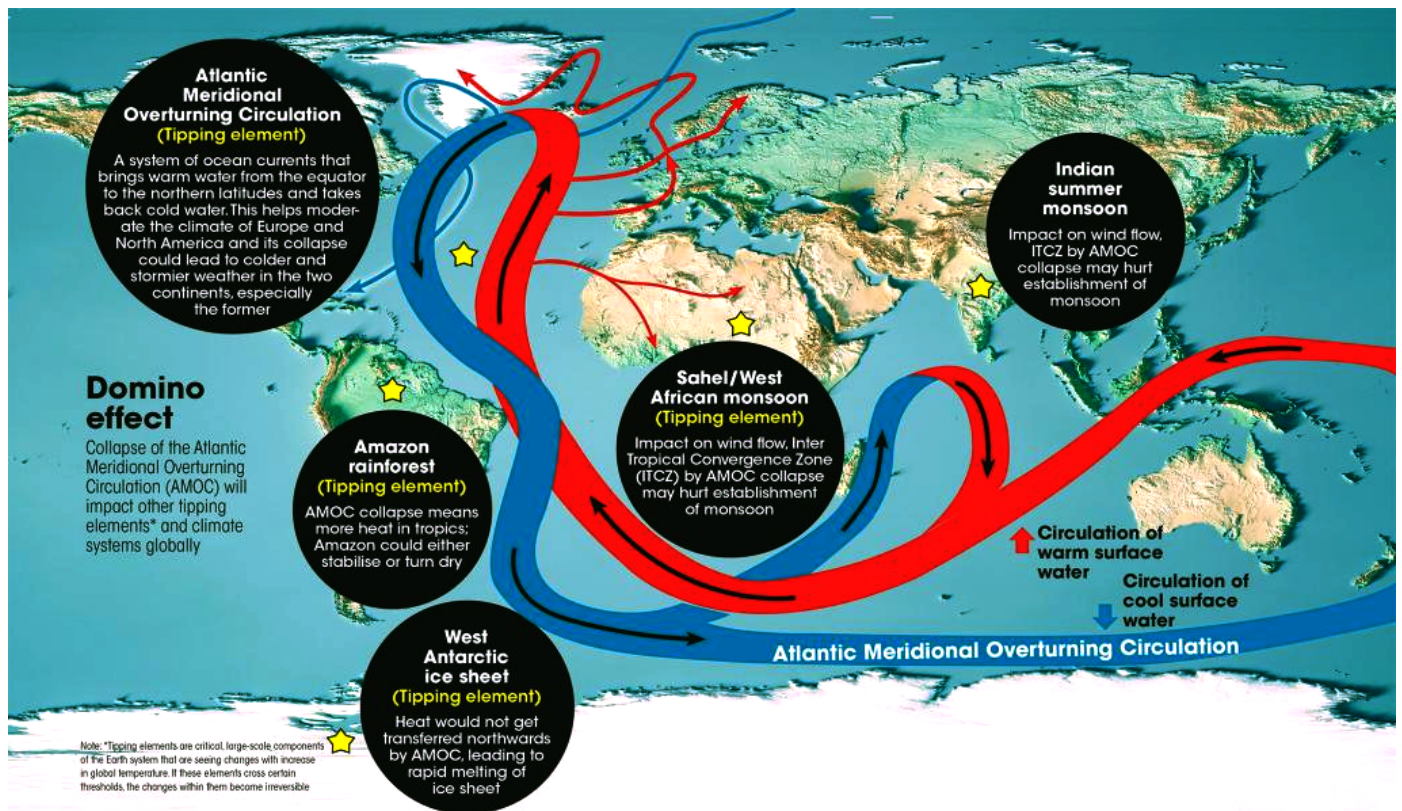 Atlantic
Meridional
Overturning Circulation
(Tipping element)
A system of ocean currents that
brings warm water from the equator
to the northern latitudes and takes
back cold water. This helps moder-
ate the climate of Europe and
North America and its collapse
could lead to colder and
stormier weather in the two
continents, especially
the former
Indian
summer
monsoon
Impact on wind flow,
ITCZ by AMOC
collapse may hurt
establishment of
monsoon
Domino
effect
Collapse of the Atlantic
Meridional Overturning
Circulation (AMOC) will
impact other tipping
elements* and climate
systems globally
Sahel/West
African monsoon
(Tipping element)
Impact on wind flow, Inter
Tropical Convergence Zone
(ITCZ) by AMOC collapse
may hurt establishment
of monsoon
Amazon
rainforest
(Tipping element)
AMOC collapse means
more heat in tropics;
Amazon could either
stabilise or turn dry
Circulation of
warm surface
water
Circulation of
cool surface
water
Atlantic Meridional Overturning Circulation
West
Antarctic
ice sheet
(Tipping element)
Heat would not get
transferred northwards
by AMOC, leading to
rapid melting of
ice sheet
Note: *Tipping elements are critical, large-scale components
of the Earth system that are seeing changes with increase
in global temperature. If these elements cross certain
thresholds, the changes within them become irreversible